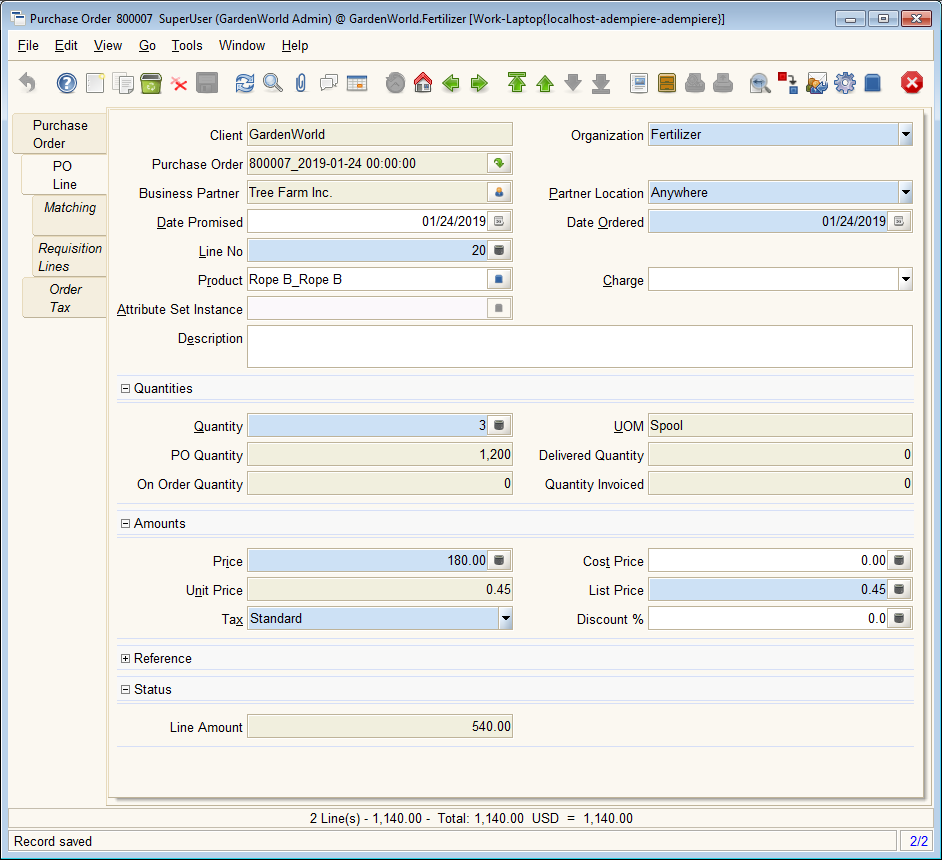 Purchase Order 800007 SuperUser (GardenWorld Admin) @ GardenWorld.Fertilizer [Work-Laptop{localhost-adempiere-adempiere}]
File Edit View Go Tools Window Help
Purchase
Order
PO
Line
Matching
Requisition
Lines
Order
Tax
Client GardenWorld Organization Fertilizer
Purchase Order 800007_2019-01-24 00:00:00
Business Partner Tree Farm Inc. Partner Location Anywhere
Date Promised 01/24/2019 Date Ordered 01/24/2019
Line No 20
Product Rope B_Rope B Charge
Attribute Set Instance
Description
Quantities
Quantity 3 UOM Spool
PO Quantity 1,200 Delivered Quantity 0
On Order Quantity 0 Quantity Invoiced 0
Amounts
Price 180.00 Cost Price 0.00
Unit Price 0.45 List Price 0.45
Tax Standard Discount % 0.0
Reference
Status
Line Amount 540.00
2 Line(s) - 1,140.00 - Total: 1,140.00 USD = 1,140.00
Record saved 2/2